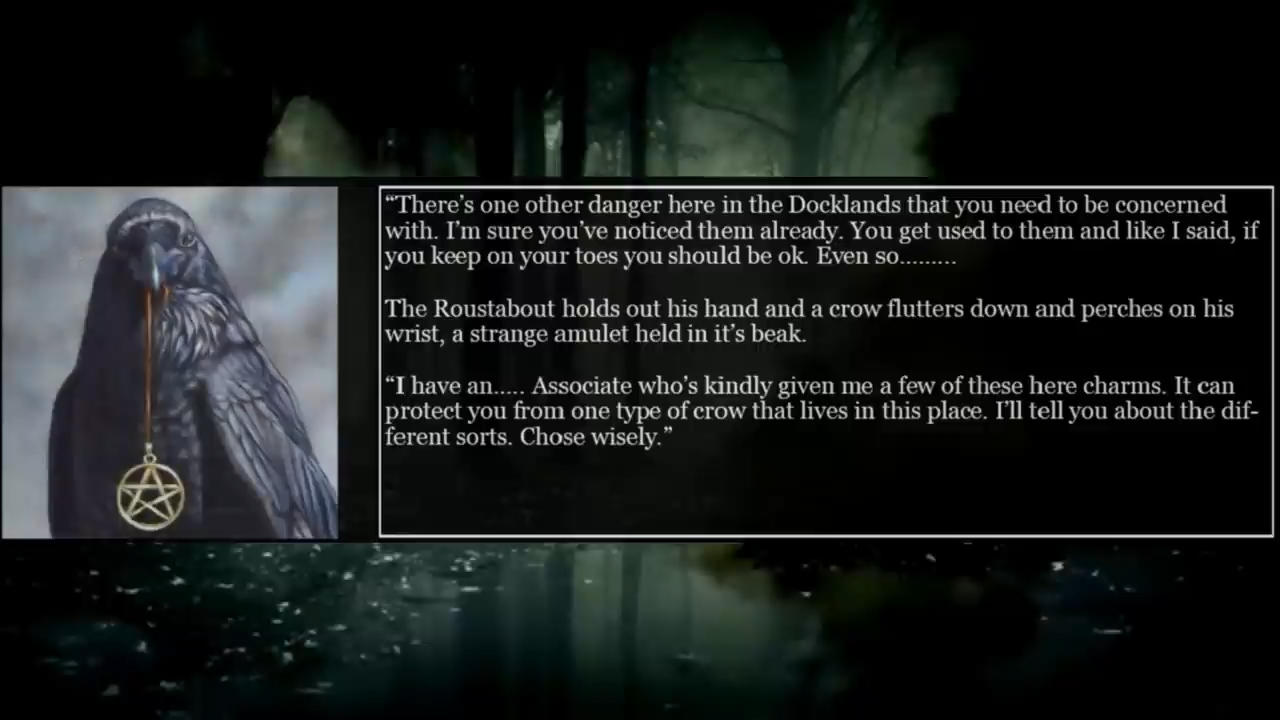 “There's one other danger here in the Docklands that you need to be concerned
with. I'm sure you've noticed them already. You get used to them and like I said, if
you keep on your toes you should be ok. Even so.........
The Roustabout holds out his hand and a crow flutters down and perches on his
wrist, a strange amulet held in it's beak.
“I have an..... Associate who's kindly given me a few of these here charms. It can
protect you from one type of crow that lives in this place. I'll tell you about the dif-
ferent sorts. Chose wisely.”